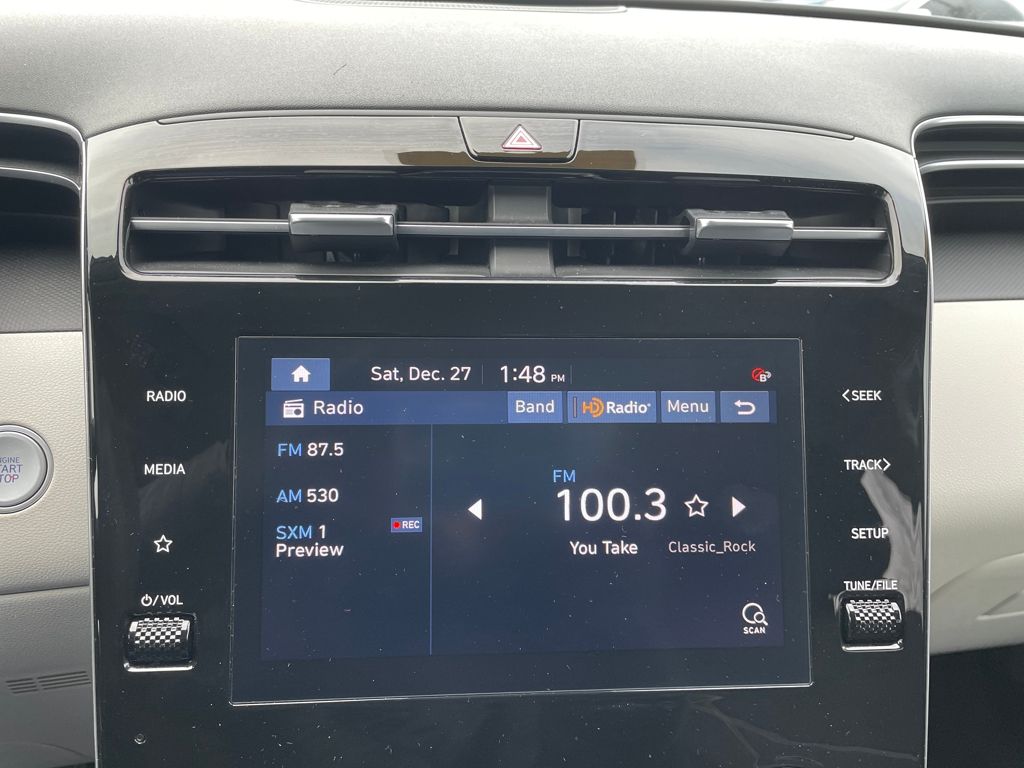 Sat, Dec. 27 1:48 PM
Radio Band HD Radio Menu
FM 87.5
AM 530
SXM 1 REC
Preview
FM
100.3
You Take Classic_Rock
SCAN
RADIO
MEDIA
/VOL
< SEEK
TRACK >
SETUP
TUNE/FILE
ENGINE
START
STOP